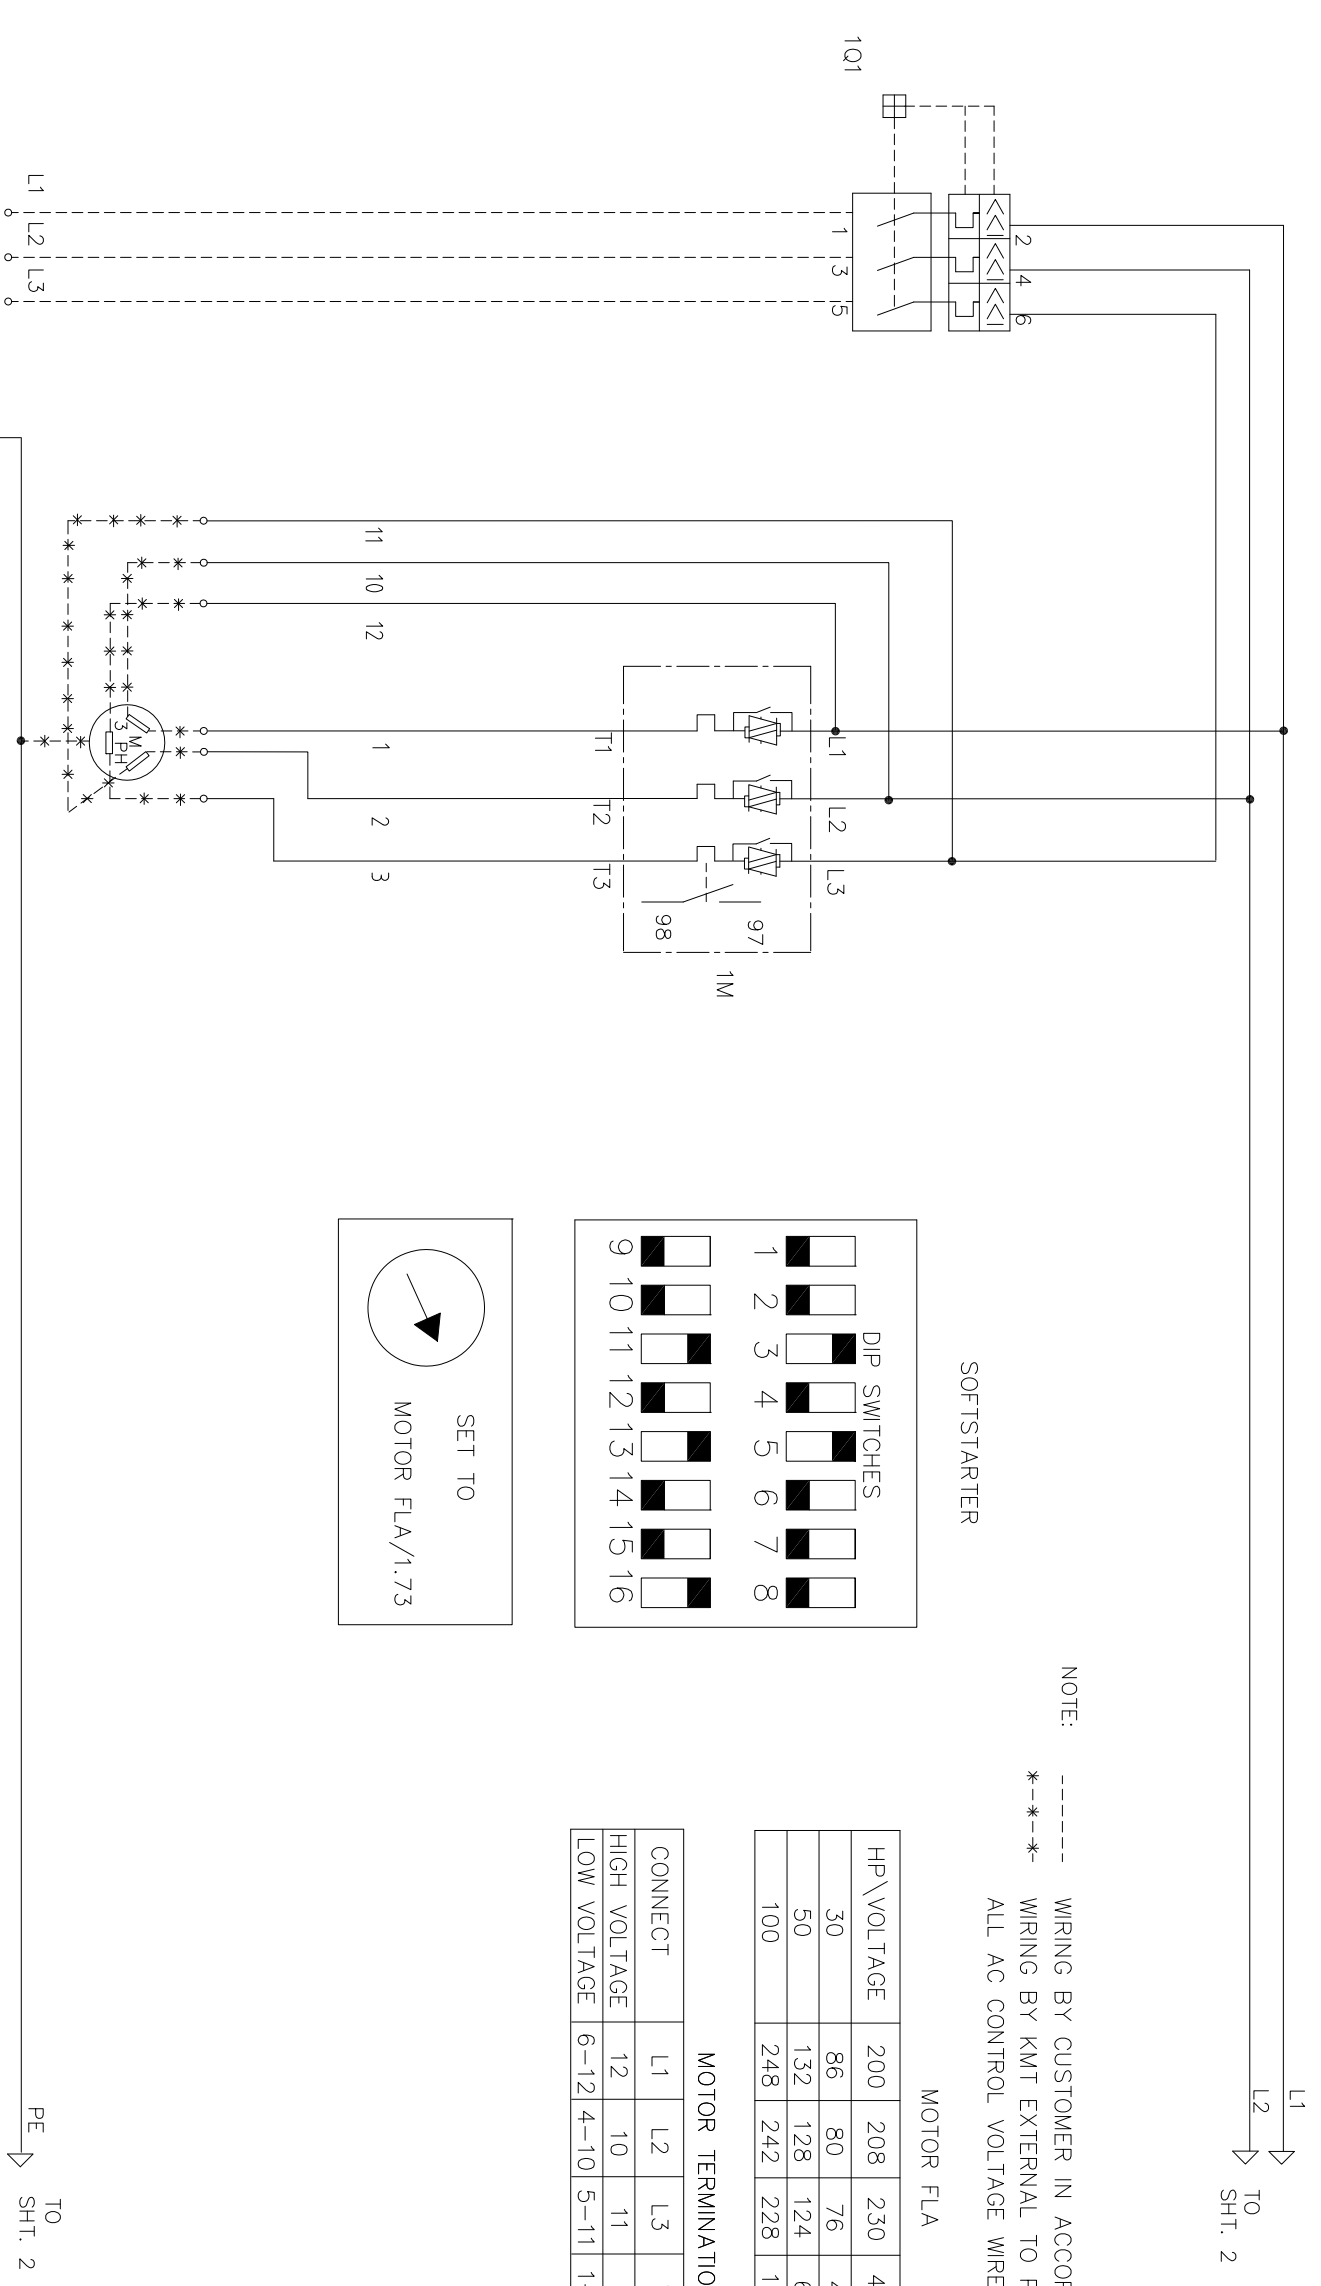 1Q1
L1
L2
L3
1
3
5
2
4
6
11
10
12
1
2
3
T1
T2
T3
L1
L2
L3
97
98
1M
M
3 PH
SOFTSTARTER
DIP SWITCHES
1 2 3 4 5 6 7 8
9 10 11 12 13 14 15 16
SET TO
MOTOR FLA/1.73
L1
L2
TO
SHT. 2
NOTE:
WIRING BY CUSTOMER IN
WIRING BY KMT EXTERNAL TO
ALL AC CONTROL VOLTAGE
MOTOR FLA
HP\VOLTAGE 200 208 230
30 86 80 76
50 132 128 124
100 248 242 228
MOTOR
CONNECT L1 L2 L3
HIGH VOLTAGE 12 10 11
LOW VOLTAGE 6-12 4-10 5-11
PE
TO
SHT. 2